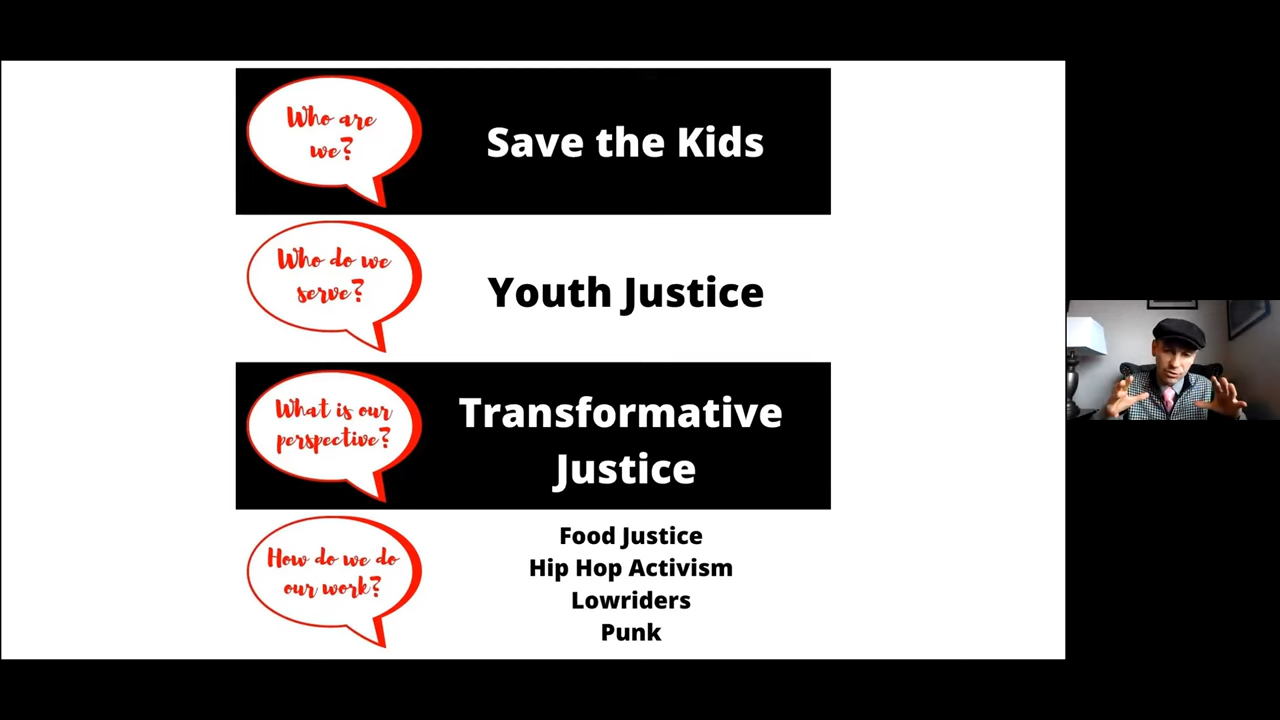 Who are
we?
Save the Kids
Who do we
serve?
Youth Justice
What is our
perspective?
Transformative
Justice
How do we do
our work?
Food Justice
Hip Hop Activism
Lowriders
Punk